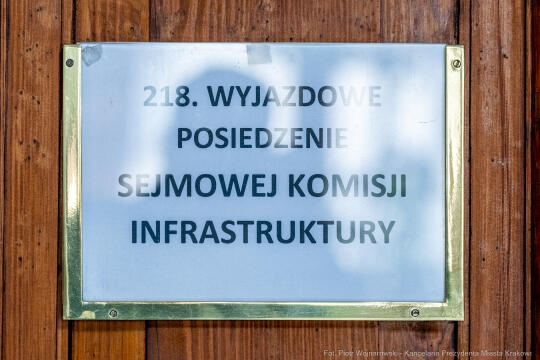 218. WYJAZDOWE
POSIEDZENIE
SEJMOWEJ KOMISJI
INFRASTRUKTURY
Fot. Piotr Wojnarowski - Kancelaria Prezydenta Miasta Krakowa